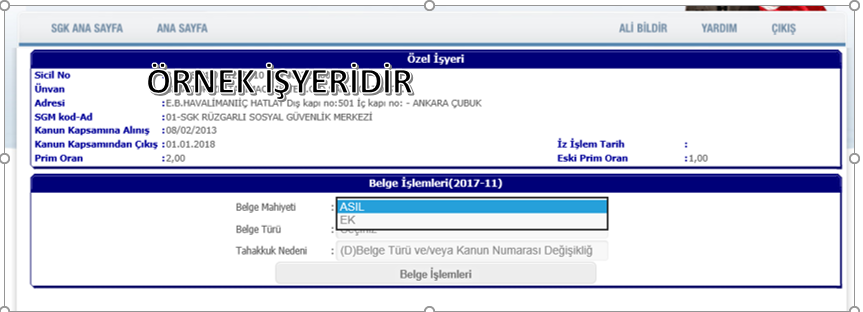 SGK ANA SAYFA ANA SAYFA ALİ BİLDİR YARDIM ÇIKIŞ
Özel İşyeri
Sicil No :
ÖRNEK İŞYERİDİR
Ünvan :
Adresi :E.B.HAVALİMANIİÇ HATLAT Dış kapı no:501 İç kapı no: - ANKARA ÇUBUK
SGM kod-Ad :01-SGK RÜZGARLI SOSYAL GÜVENLİK MERKEZİ
Kanun Kapsamına Alınış :08/02/2013
Kanun Kapsamından Çıkış :01.01.2018 İz İşlem Tarih :
Prim Oran :2,00 Eski Prim Oran :1,00
Belge İşlemleri(2017-11)
Belge Mahiyeti : ASIL
EK
Belge Türü :
Tahakkuk Nedeni : (D)Belge Türü ve/veya Kanun Numarası Değişikliğ
Belge İşlemleri